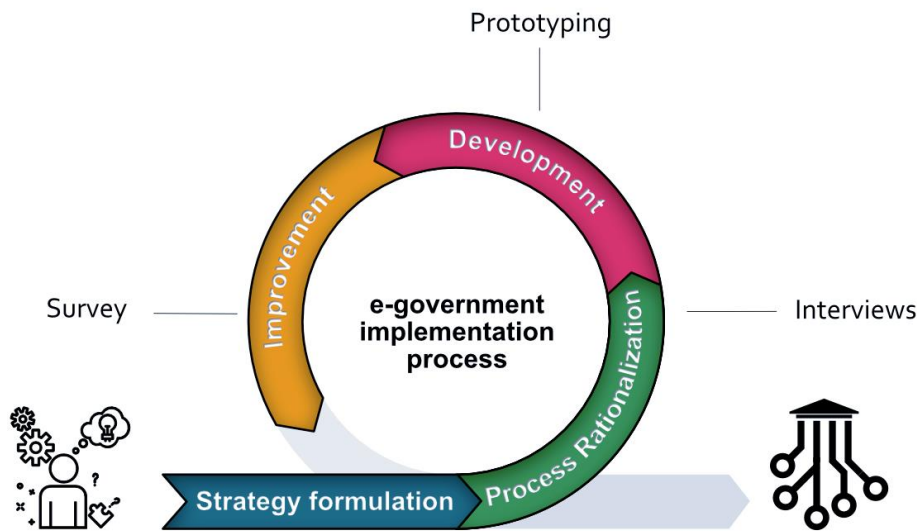 Prototyping
Development
Improvement
Survey
e-government
implementation
process
Interviews
Process Rationalization
Strategy formulation
?